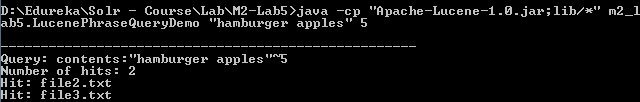 D:\Edureka\Solr - Course\Lab\M2-Lab5>java -cp "Apache-Lucene-1.0.jar;lib/*" m2_l
ab5.LucenePhraseQueryDemo "hamburger apples" 5
----------------------------------------------------
Query: contents:"hamburger apples"~5
Number of hits: 2
Hit: file2.txt
Hit: file3.txt